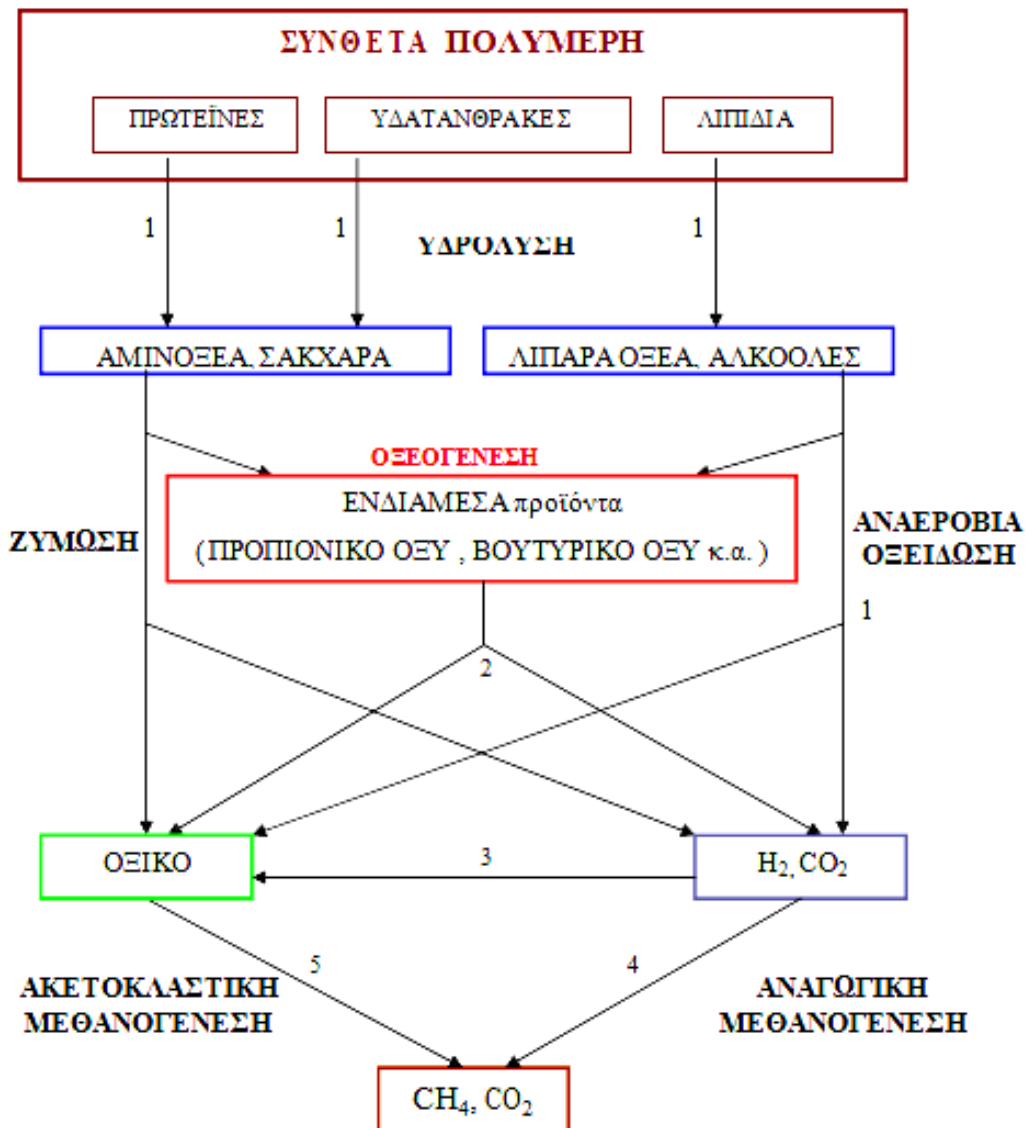 ΣΥΝΘΕΤΑ ΠΟΛΥΜΕΡΗ
ΠΡΩΤΕΪΝΕΣ
ΥΔΑΤΑΝΘΡΑΚΕΣ
ΛΙΠΙΔΙΑ
1
1
1
ΥΔΡΟΛΥΣΗ
ΑΜΙΝΟΞΕΑ, ΣΑΚΧΑΡΑ
ΛΙΠΑΡΑ ΟΞΕΑ, ΑΛΚΟΟΛΕΣ
ΟΞΕΟΓΕΝΕΣΗ
ΕΝΔΙΑΜΕΣΑ προϊόντα
( ΠΡΟΠΙΟΝΙΚΟ ΟΞΥ , ΒΟΥΤΥΡΙΚΟ ΟΞΥ κ.α. )
ΖΥΜΩΣΗ
ΑΝΑΕΡΟΒΙΑ
ΟΞΕΙΔΩΣΗ
1
2
ΟΞΙΚΟ
3
H₂, CO₂
5
4
ΑΚΕΤΟΚΛΑΣΤΙΚΗ
ΜΕΘΑΝΟΓΕΝΕΣΗ
ΑΝΑΓΩΓΙΚΗ
ΜΕΘΑΝΟΓΕΝΕΣΗ
CH₄, CO₂